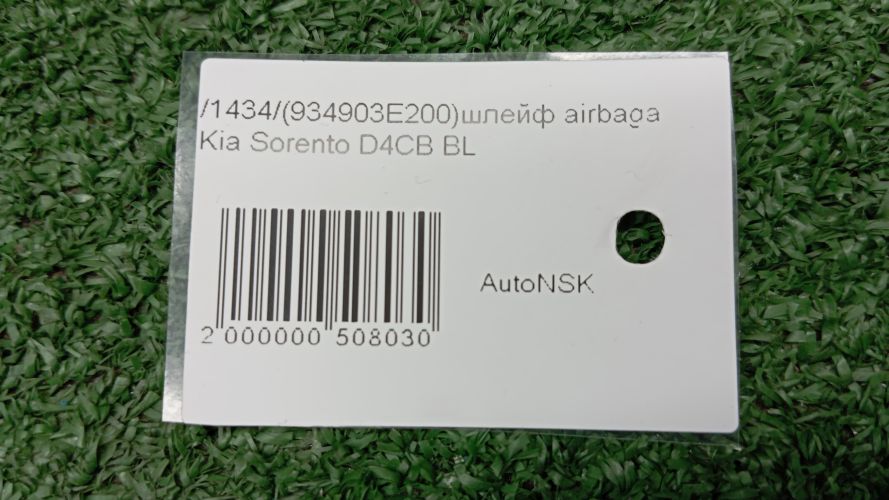 /1434/(934903E200)шлейф airbaga
Kia Sorento D4CB BL
AutoNSK
2 000000 508030